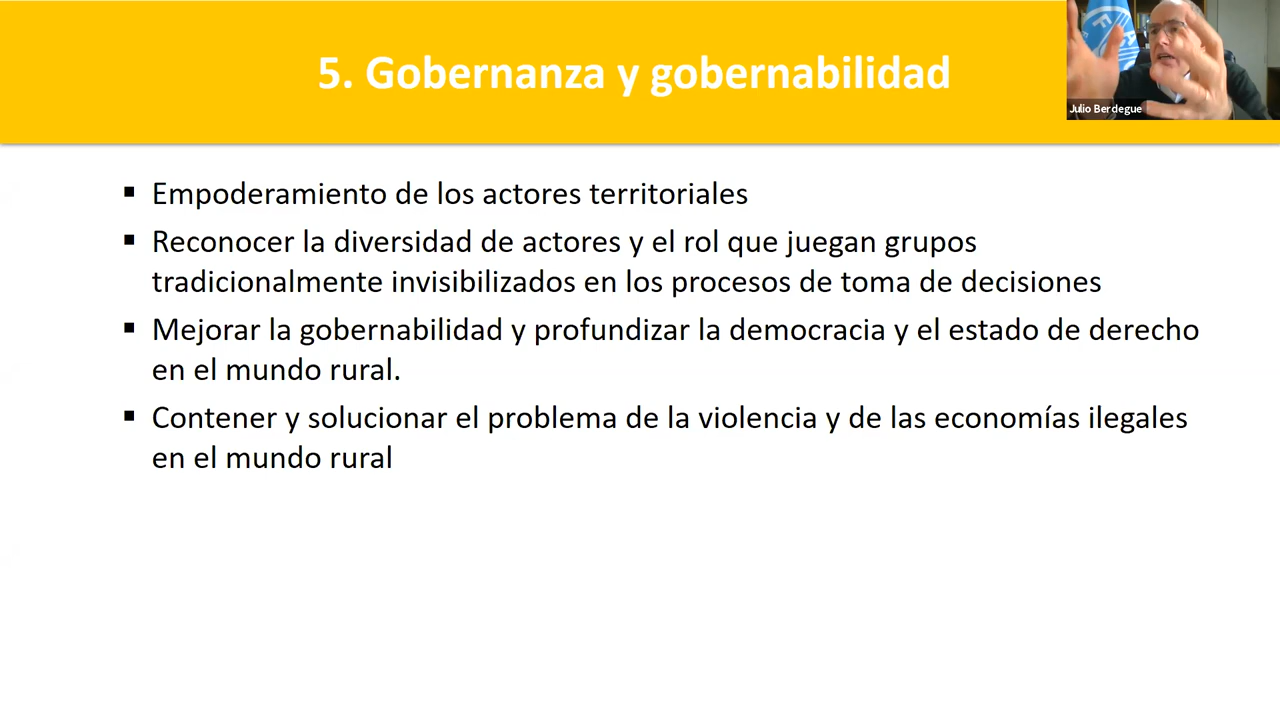 5. Gobernanza y gobernabilidad
Julio Berdegue
▪ Empoderamiento de los actores territoriales
▪ Reconocer la diversidad de actores y el rol que juegan grupos
tradicionalmente invisibilizados en los procesos de toma de decisiones
▪ Mejorar la gobernabilidad y profundizar la democracia y el estado de derecho
en el mundo rural.
▪ Contener y solucionar el problema de la violencia y de las economías ilegales
en el mundo rural